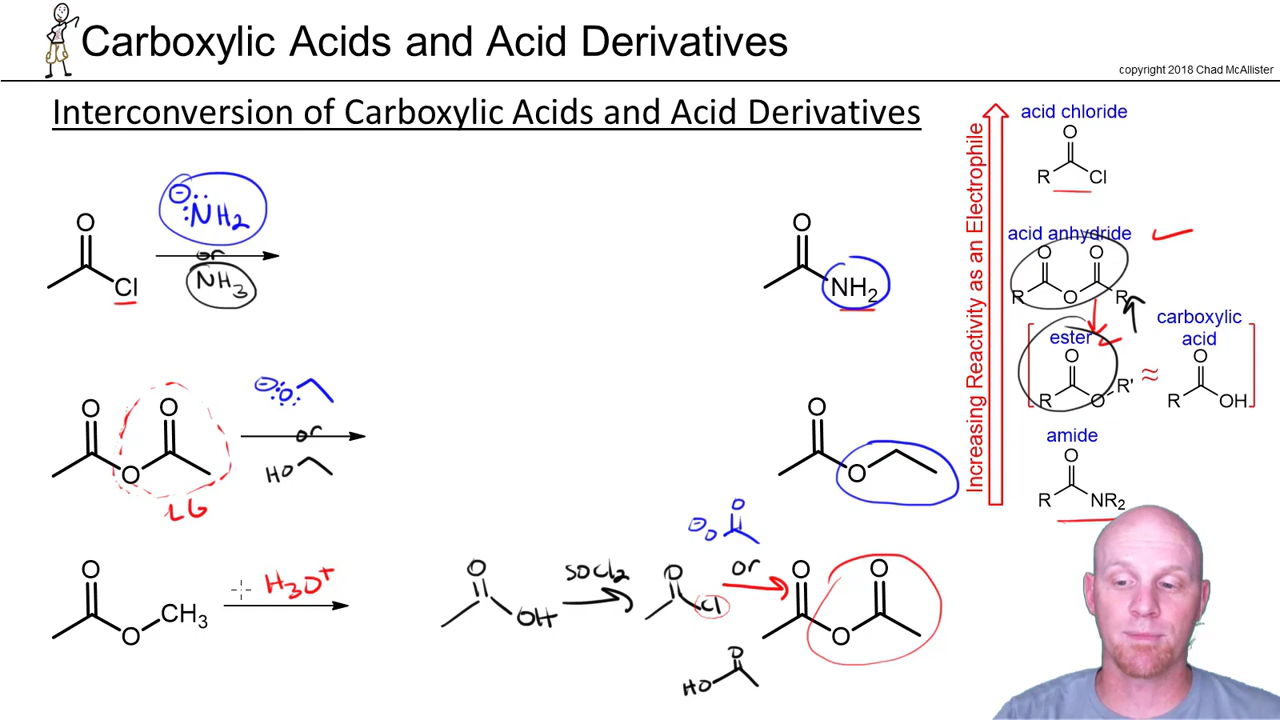 Carboxylic Acids and Acid Derivatives
copyright 2018 Chad McAllister
Interconversion of Carboxylic Acids and Acid Derivatives
O
Cl
⊖:NH2
or
NH3
O
NH2
O O
O
LG
⊖:O:
or
HO
O
O
O
O
CH3
H3O+
O
OH
SOCl2
O
Cl
⊖O
O
or
HO
O
O O
O
Increasing Reactivity as an Electrophile
acid chloride
O
R Cl
acid anhydride
O O
R O R
ester
O
R O R'
≈
carboxylic
acid
O
R OH
amide
O
R NR2